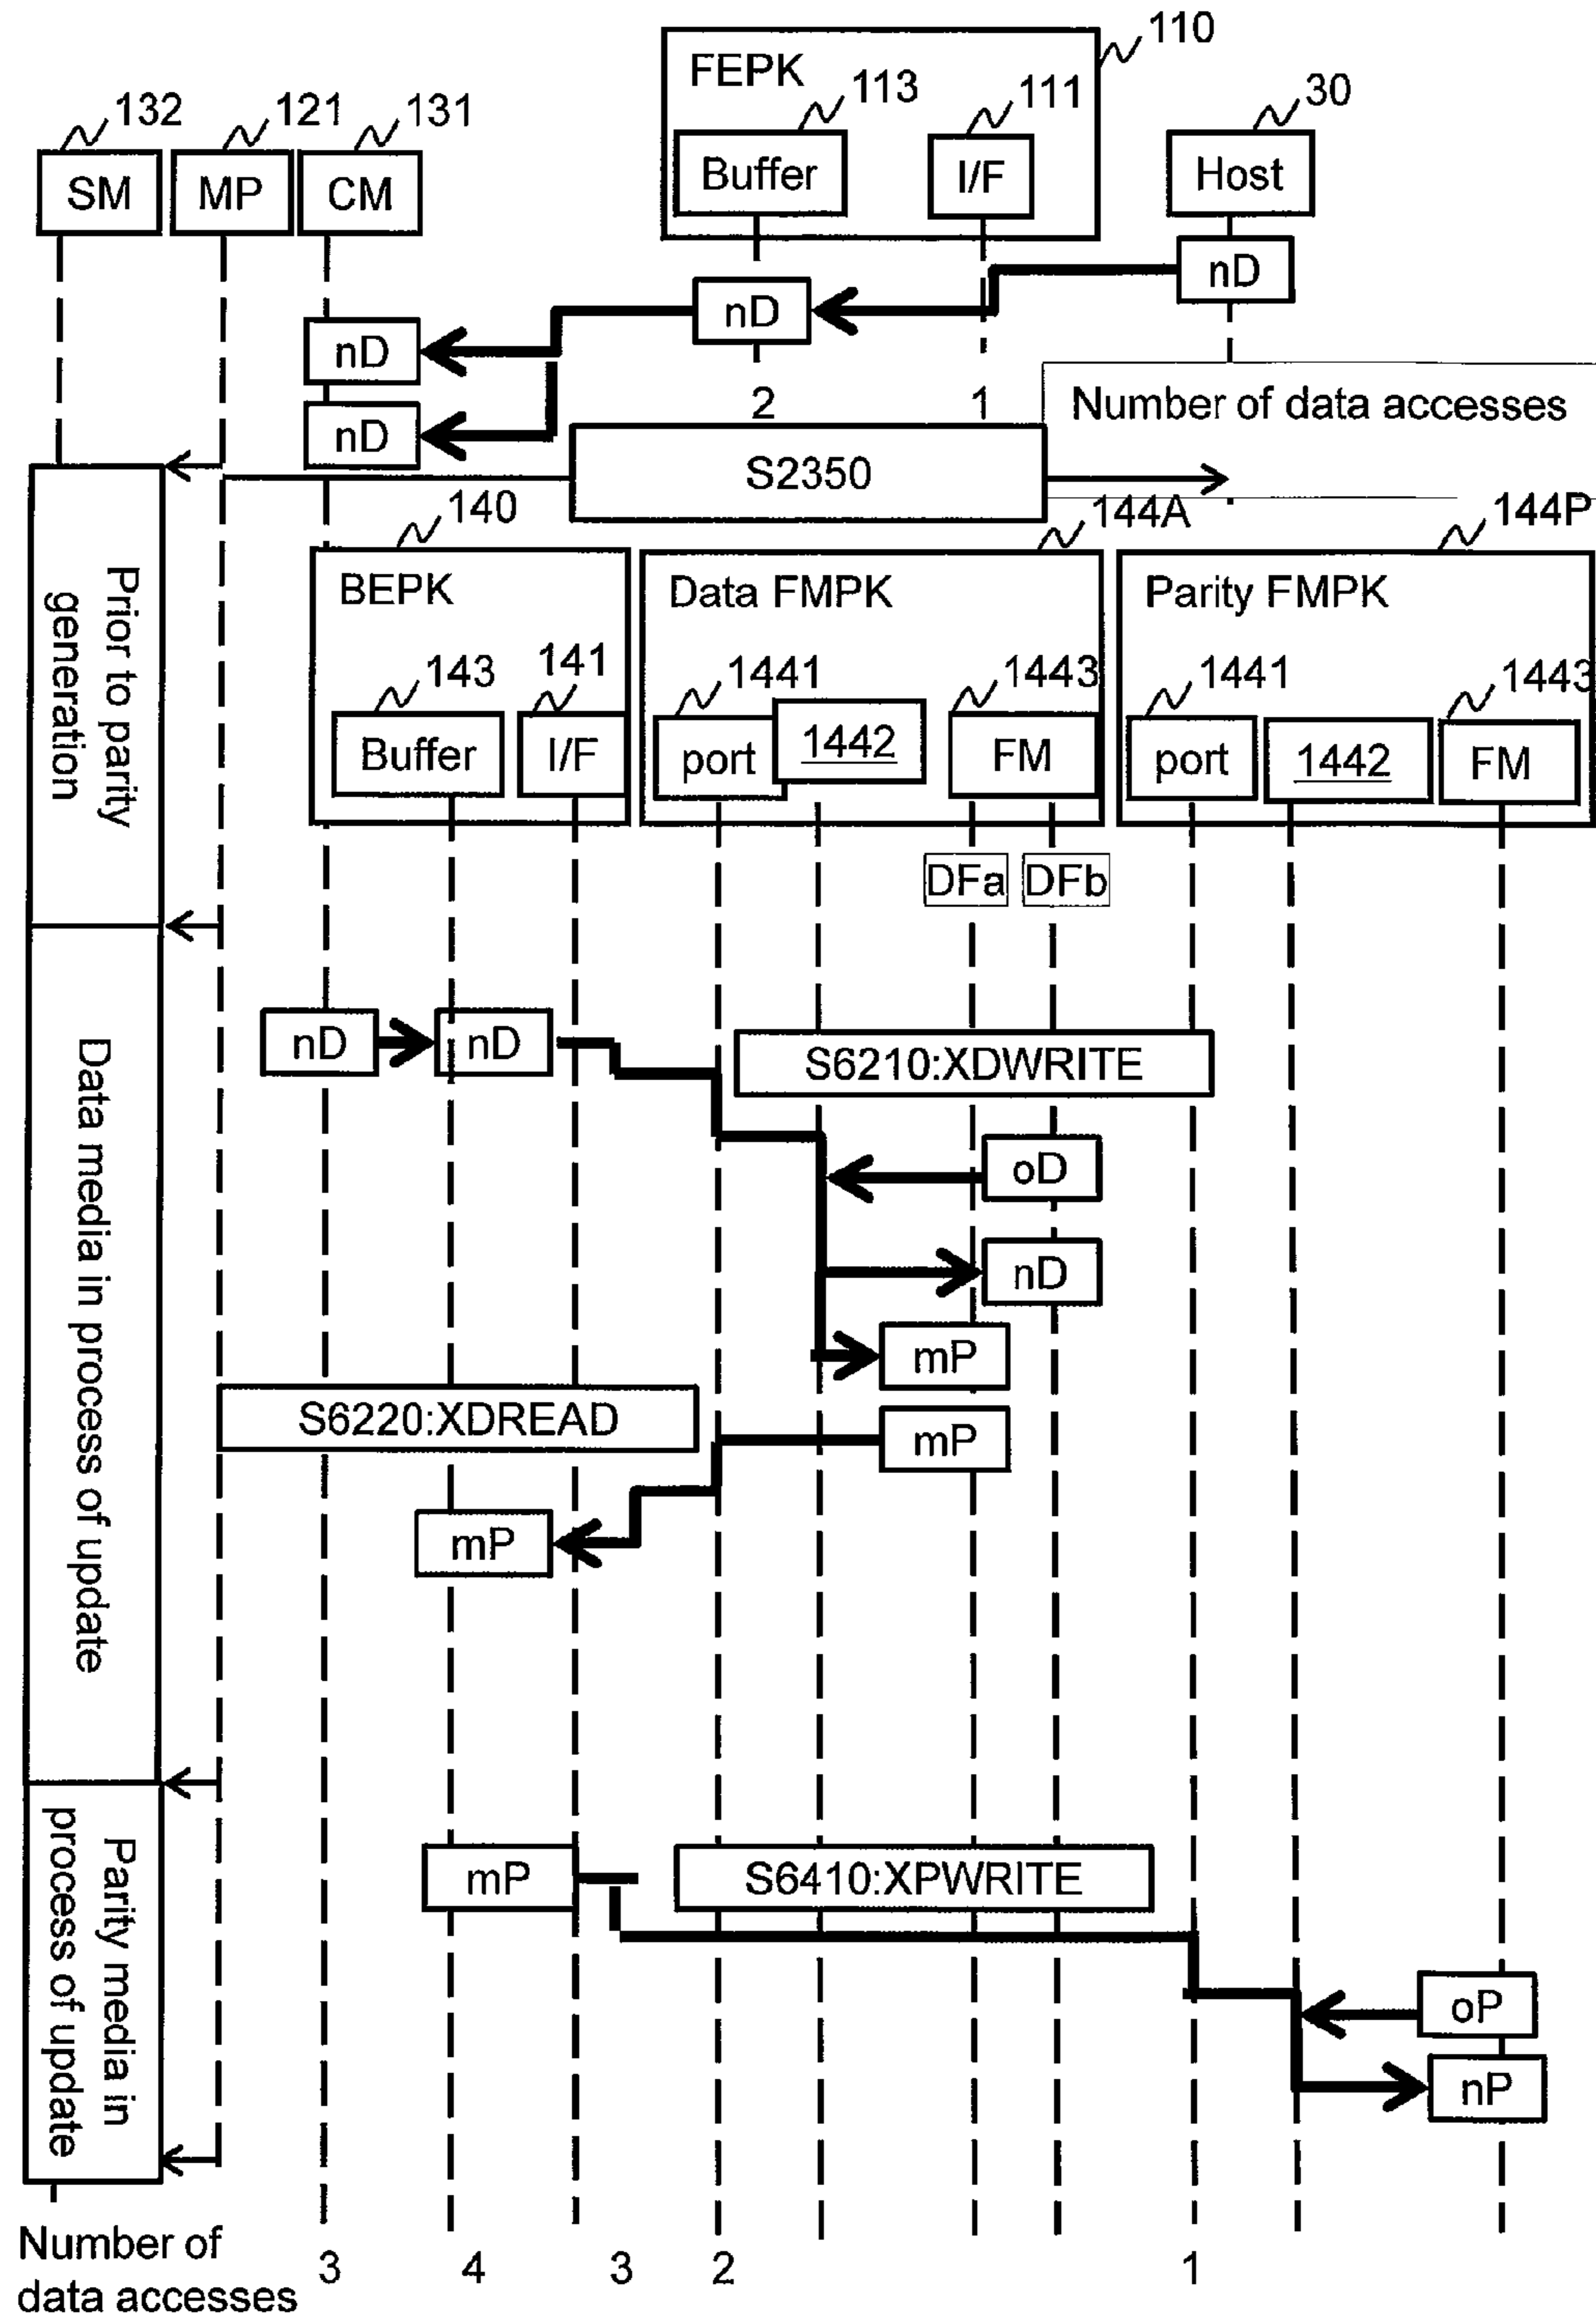 110
FEPK
132
121
131
113
111
30
SM
MP
CM
Buffer
I/F
Host
nD
nD
nD
2
1
Number of data accesses
nD
S2350
140
144A
144P
Prior to parity
generation
BEPK
Data FMPK
Parity FMPK
143
141
1441
1443
1441
1443
Buffer
I/F
port
1442
FM
port
1442
FM
DFa
DFb
Data media in process of update
nD
nD
S6210:XDWRITE
oD
nD
mP
S6220:XDREAD
mP
mP
Parity media in
process of update
mP
S6410:XPWRITE
oP
nP
Number of
data accesses
3
4
3
2
1